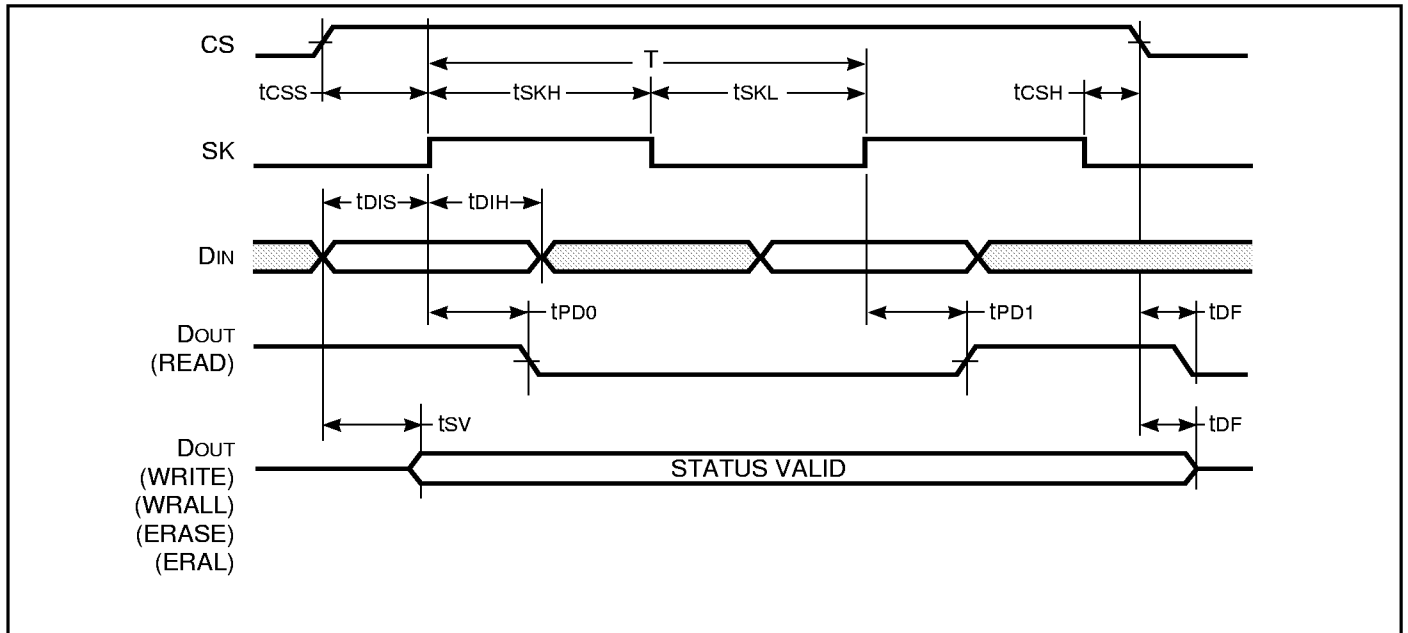 CS
T
tCSS
tSKH
tSKL
tCSH
SK
tDIS
tDIH
DIN
tPD0
tPD1
tDF
DOUT
(READ)
tSV
tDF
DOUT
(WRITE)
(WRALL)
(ERASE)
(ERAL)
STATUS VALID